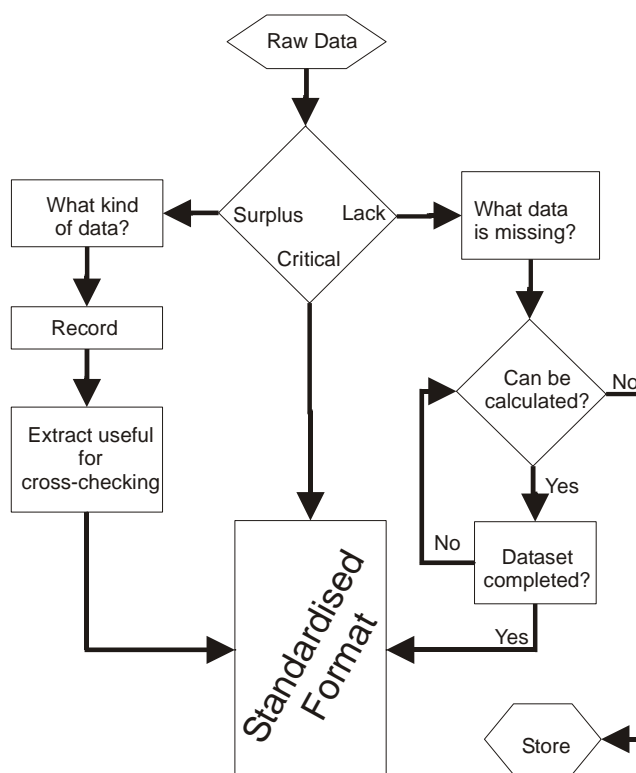 Raw Data
Surplus
Lack
Critical
What kind
of data?
Record
Extract useful
for
cross-checking
What data
is missing?
Can be
calculated?
No
Yes
No
Dataset
completed?
Yes
Standardised
Format
Store